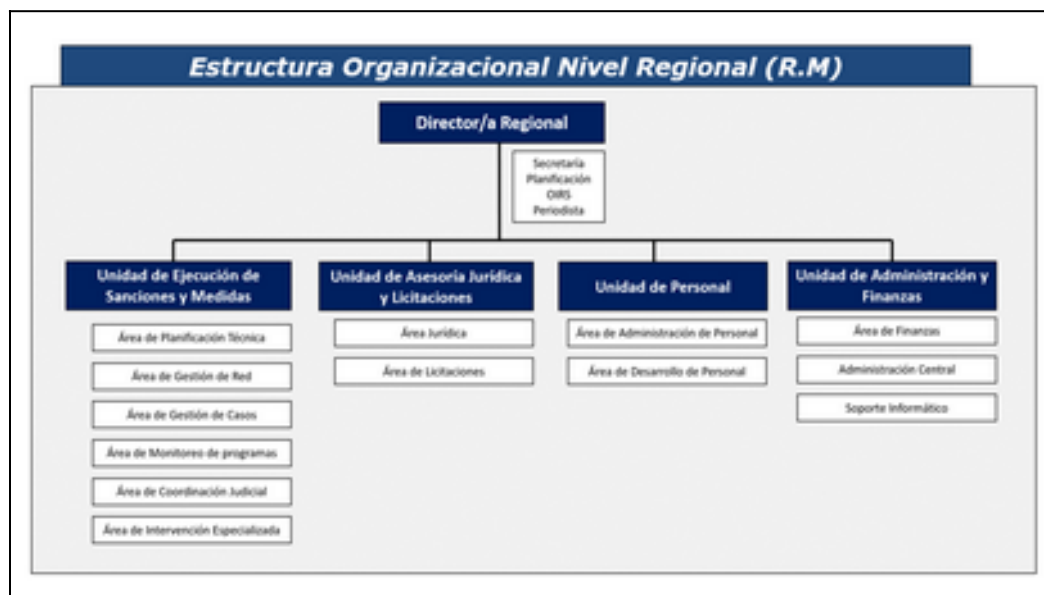 Estructura Organizacional Nivel Regional (R.M)
Director/a Regional
Secretaría
Planificación
OIRS
Periodista
Unidad de Ejecución de
Sanciones y Medidas
Área de Planificación Técnica
Área de Gestión de Red
Área de Gestión de Casos
Área de Monitoreo de programas
Área de Coordinación Judicial
Área de Intervención Especializada
Unidad de Asesoría Jurídica
y Licitaciones
Área Jurídica
Área de Licitaciones
Unidad de Personal
Área de Administración de Personal
Área de Desarrollo de Personal
Unidad de Administración y
Finanzas
Área de Finanzas
Administración Central
Soporte Informático